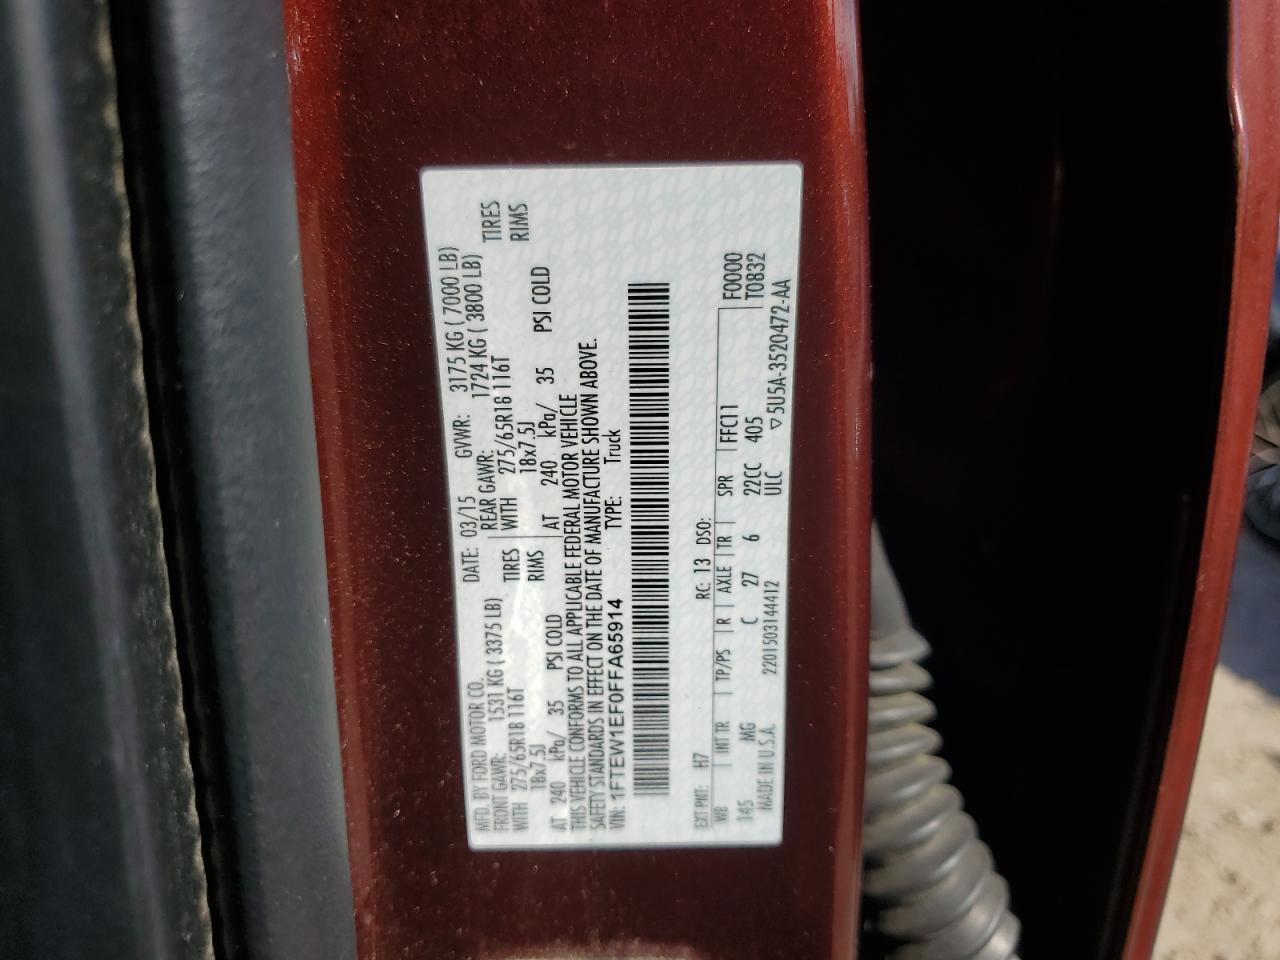 MFD. BY FORD MOTOR CO. DATE: 03/15 GVWR: 3175 KG ( 7000 LB)
FRONT GAWR: 1531 KG ( 3375 LB) REAR GAWR: 1724 KG ( 3800 LB)
WITH 275/65R18 116T TIRES WITH 275/65R18 116T TIRES
18x7.5J RIMS 18x7.5J RIMS
AT 240 kPa/ 35 PSI COLD AT 240 kPa/ 35 PSI COLD
THIS VEHICLE CONFORMS TO ALL APPLICABLE FEDERAL MOTOR VEHICLE
SAFETY STANDARDS IN EFFECT ON THE DATE OF MANUFACTURE SHOWN ABOVE.
VIN: 1FTEW1EF0FFA65914 TYPE: Truck
EXT PNT: H7 RC: 13 DSO:
WB INT TR TP/PS R AXLE TR SPR FFC11 F0000
145 MG C 27 6 22CC 405 T0832
MADE IN U.S.A. 2201503144412 ULC ▽5U5A-3520472-AA